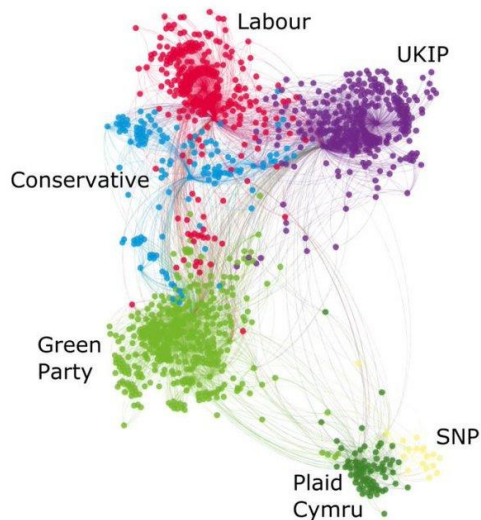 Labour
UKIP
Conservative
Green
Party
SNP
Plaid
Cymru